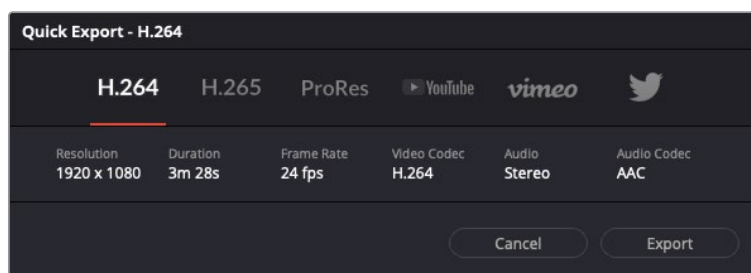 Quick Export - H.264
H.264 H.265 ProRes YouTube vimeo
Resolution Duration Frame Rate Video Codec Audio Audio Codec
1920 x 1080 3m 28s 24 fps H.264 Stereo AAC
Cancel Export